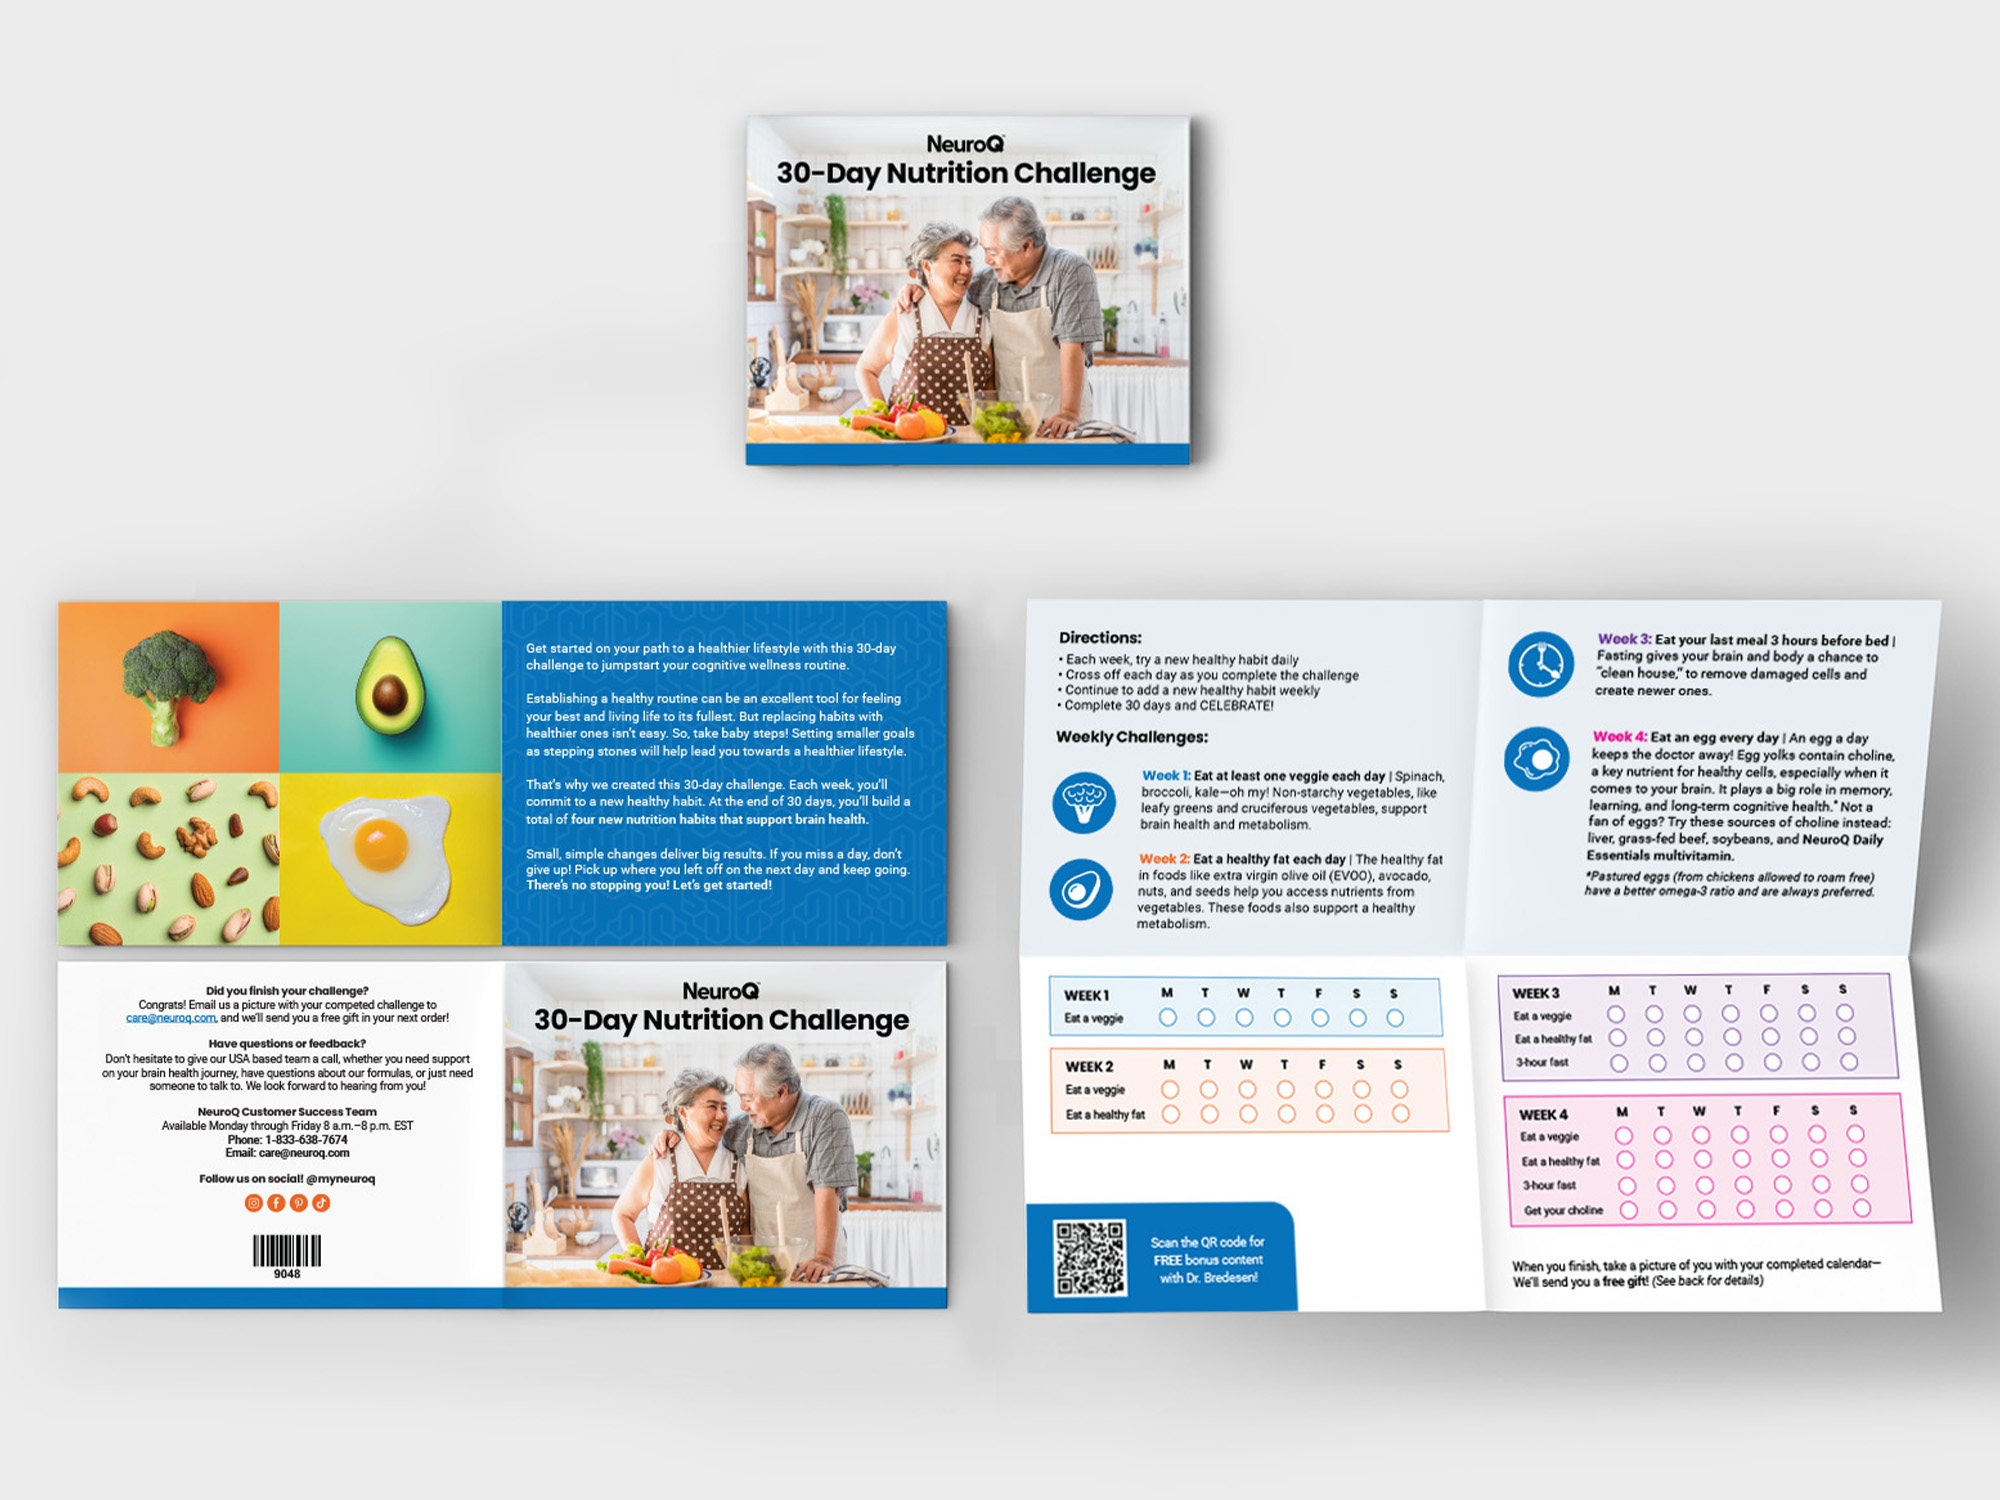 NeuroQ™
30-Day Nutrition Challenge
Get started on your path to a healthier lifestyle with this 30-day
challenge to jumpstart your cognitive wellness routine.
Establishing a healthy routine can be an excellent tool for feeling
your best and living life to its fullest. But replacing habits with
healthier ones isn't easy. So, take baby steps! Setting smaller goals
as stepping stones will help lead you towards a healthier lifestyle.
That's why we created this 30-day challenge. Each week, you'll
commit to a new healthy habit. At the end of 30 days, you'll build a
total of four new nutrition habits that support brain health.
Small, simple changes deliver big results. If you miss a day, don't
give up! Pick up where you left off on the next day and keep going.
There's no stopping you! Let's get started!
Did you finish your challenge?
Congrats! Email us a picture with your competed challenge to
care@neuroq.com, and we'll send you a free gift in your next order!
Have questions or feedback?
Don't hesitate to give our USA based team a call, whether you need support
on your brain health journey, have questions about our formulas, or just need
someone to talk to. We look forward to hearing from you!
NeuroQ Customer Success Team
Available Monday through Friday 8 a.m.–8 p.m. EST
Phone: 1-833-638-7674
Email: care@neuroq.com
Follow us on social! @myneuroq
9048
NeuroQ™
30-Day Nutrition Challenge
Directions:
• Each week, try a new healthy habit daily
• Cross off each day as you complete the challenge
• Continue to add a new healthy habit weekly
• Complete 30 days and CELEBRATE!
Weekly Challenges:
Week 1: Eat at least one veggie each day | Spinach,
broccoli, kale—oh my! Non-starchy vegetables, like
leafy greens and cruciferous vegetables, support
brain health and metabolism.
Week 2: Eat a healthy fat each day | The healthy fat
in foods like extra virgin olive oil (EVOO), avocado,
nuts, and seeds help you access nutrients from
vegetables. These foods also support a healthy
metabolism.
Week 3: Eat your last meal 3 hours before bed |
Fasting gives your brain and body a chance to
"clean house," to remove damaged cells and
create newer ones.
Week 4: Eat an egg every day | An egg a day
keeps the doctor away! Egg yolks contain choline,
a key nutrient for healthy cells, especially when it
comes to your brain. It plays a big role in memory,
learning, and long-term cognitive health.* Not a
fan of eggs? Try these sources of choline instead:
liver, grass-fed beef, soybeans, and NeuroQ Daily
Essentials multivitamin.
*Pastured eggs (from chickens allowed to roam free)
have a better omega-3 ratio and are always preferred.
WEEK 1 M T W T F S S
Eat a veggie
WEEK 2 M T W T F S S
Eat a veggie
Eat a healthy fat
Scan the QR code for
FREE bonus content
with Dr. Bredesen!
WEEK 3 M T W T F S S
Eat a veggie
Eat a healthy fat
3-hour fast
WEEK 4 M T W T F S S
Eat a veggie
Eat a healthy fat
3-hour fast
Get your choline
When you finish, take a picture of you with your completed calendar—
We'll send you a free gift! (See back for details)